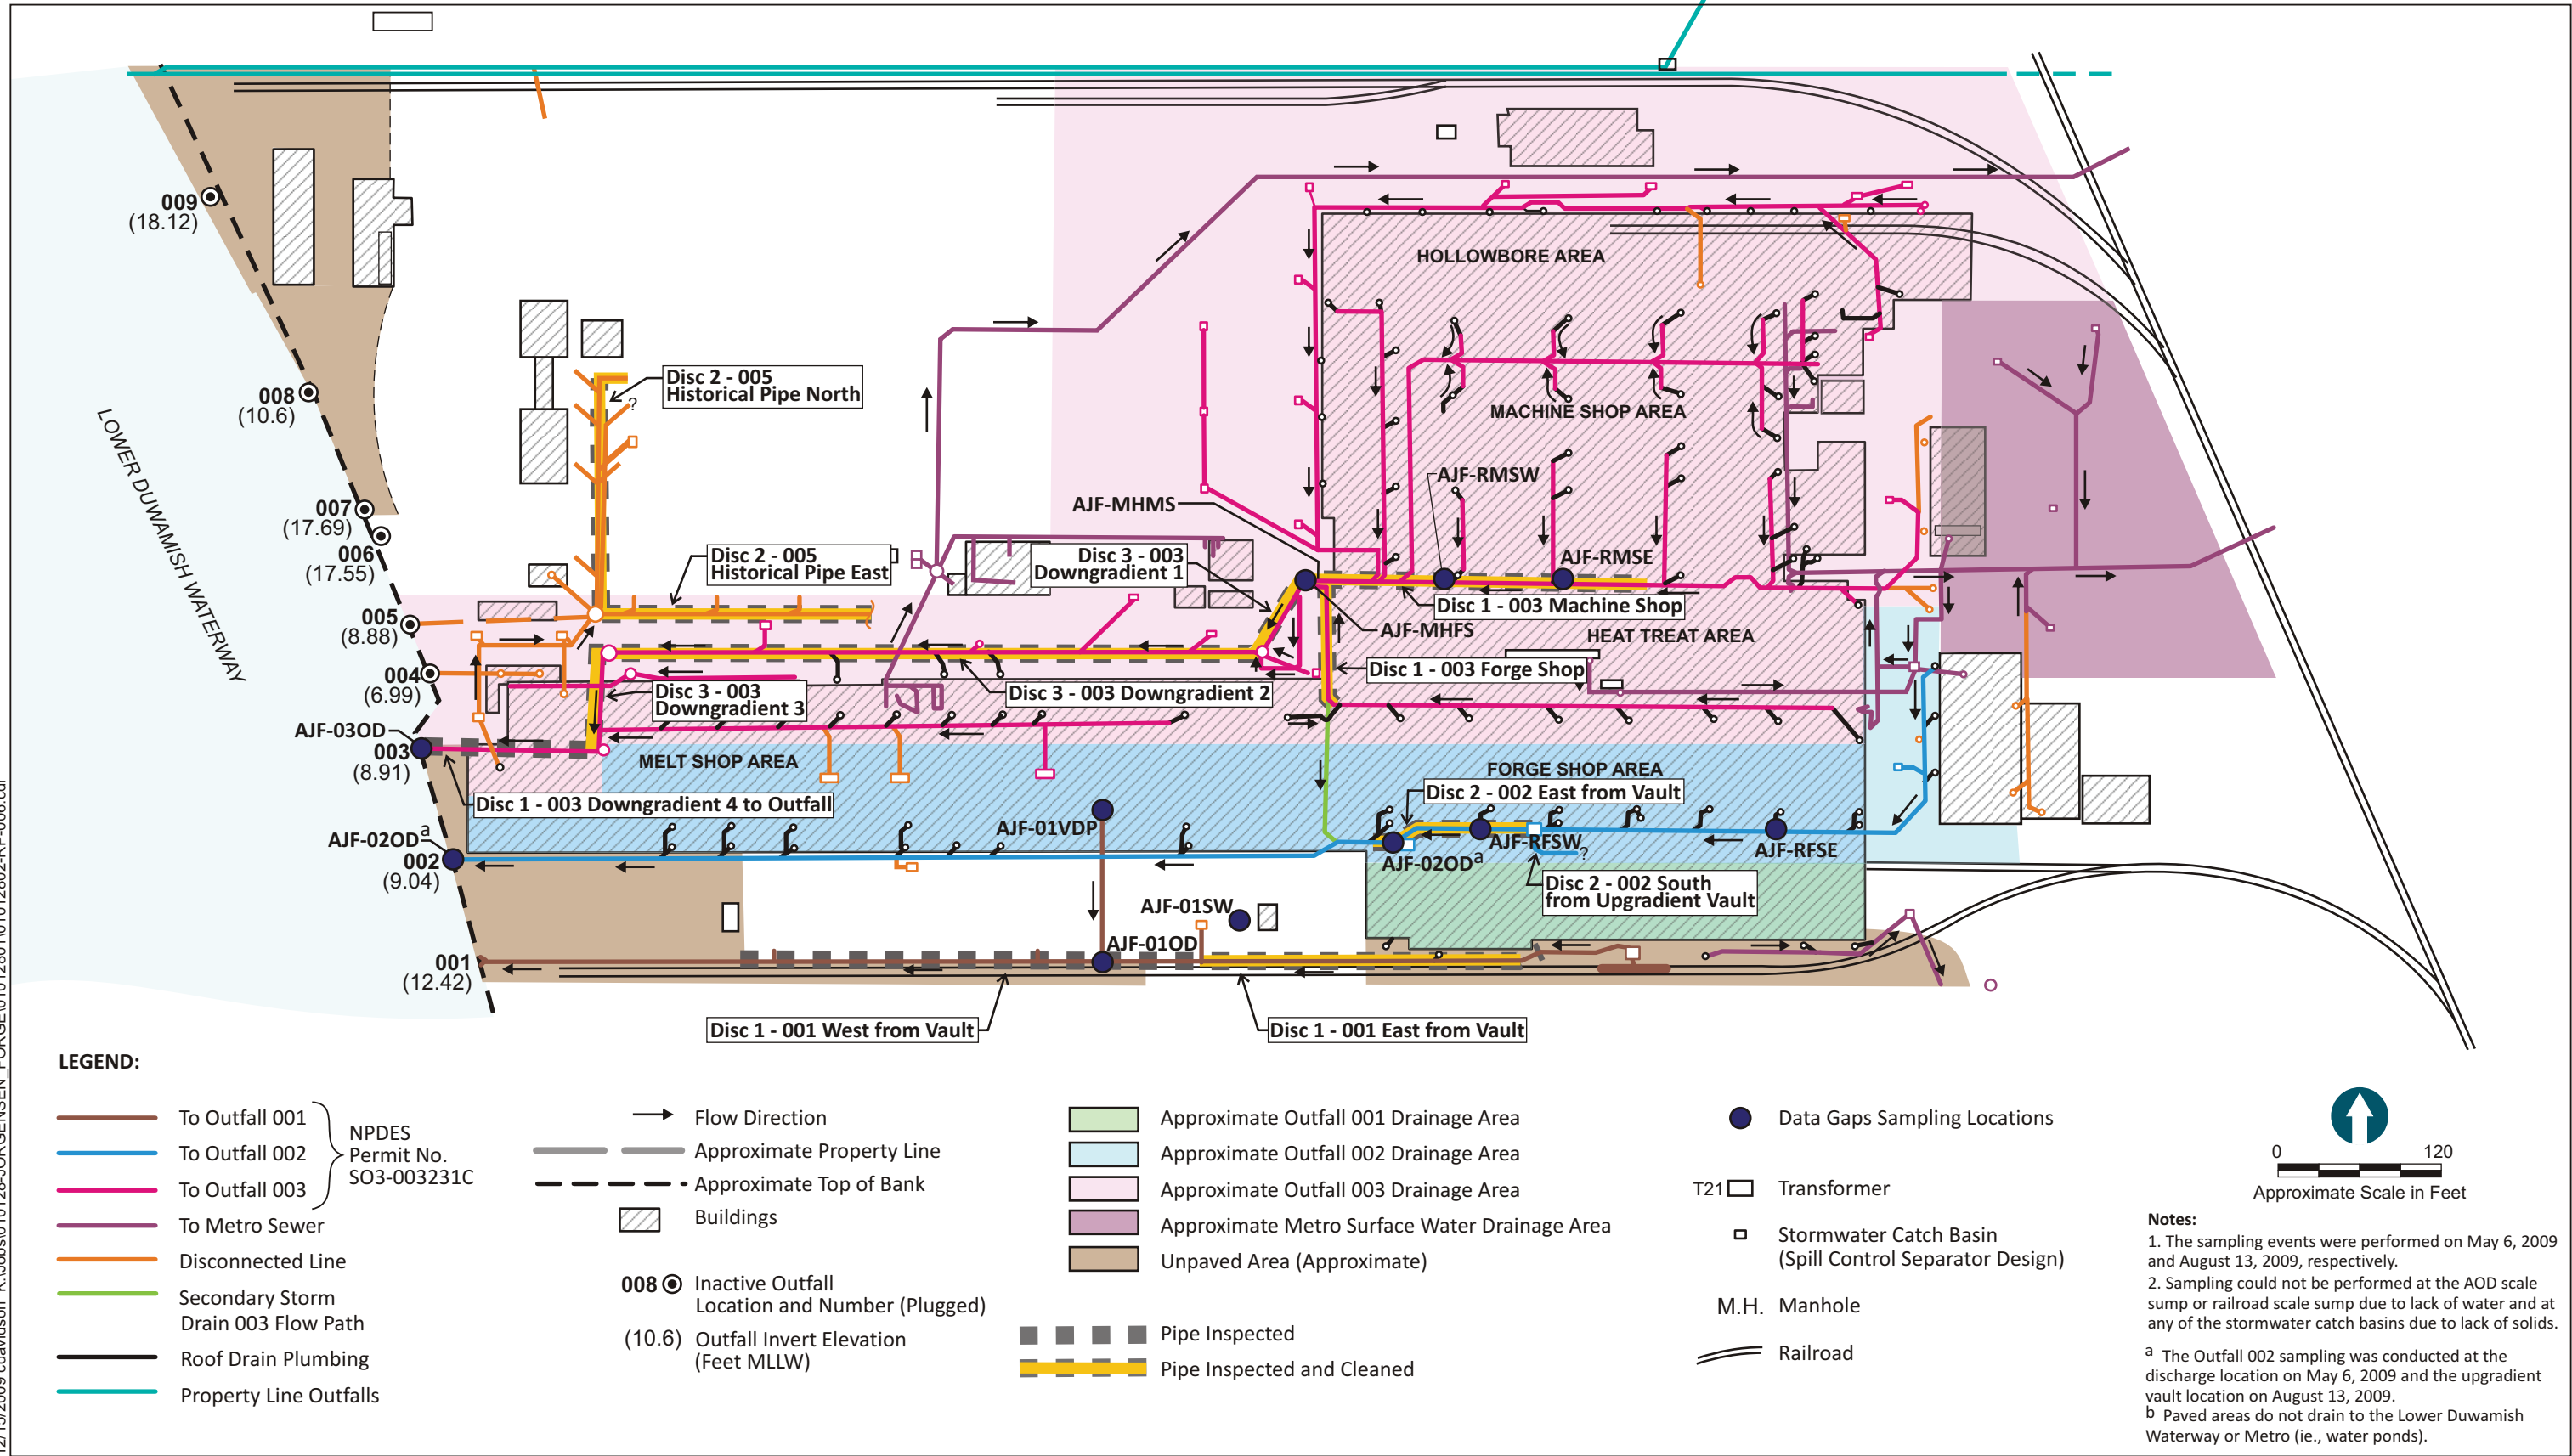 009
(18.12)
008
(10.6)
007
(17.69)
006
(17.55)
005
(8.88)
004
(6.99)
AJF-03OD
003
(8.91)
AJF-02ODa
002
(9.04)
001
(12.42)
LOWER DUWAMISH WATERWAY
Disc 2 - 005
Historical Pipe North
?
Disc 2 - 005
Historical Pipe East
Disc 3 - 003
Downgradient 1
AJF-MHMS
HOLLOWBORE AREA
MACHINE SHOP AREA
AJF-RMSW
AJF-RMSE
Disc 1 - 003 Machine Shop
AJF-MHFS
HEAT TREAT AREA
Disc 1 - 003 Forge Shop
Disc 3 - 003
Downgradient 3
Disc 3 - 003 Downgradient 2
MELT SHOP AREA
Disc 1 - 003 Downgradient 4 to Outfall
FORGE SHOP AREA
Disc 2 - 002 East from Vault
AJF-01VDP
AJF-RFSW
?
AJF-RFSE
AJF-02ODa
Disc 2 - 002 South
from Upgradient Vault
AJF-01SW
AJF-01OD
Disc 1 - 001 West from Vault
Disc 1 - 001 East from Vault
LEGEND:
To Outfall 001
To Outfall 002
To Outfall 003
NPDES
Permit No.
SO3-003231C
To Metro Sewer
Disconnected Line
Secondary Storm
Drain 003 Flow Path
Roof Drain Plumbing
Property Line Outfalls
Flow Direction
Approximate Property Line
Approximate Top of Bank
Buildings
008 Inactive Outfall
Location and Number (Plugged)
(10.6) Outfall Invert Elevation
(Feet MLLW)
Approximate Outfall 001 Drainage Area
Approximate Outfall 002 Drainage Area
Approximate Outfall 003 Drainage Area
Approximate Metro Surface Water Drainage Area
Unpaved Area (Approximate)
Pipe Inspected
Pipe Inspected and Cleaned
Data Gaps Sampling Locations
T21 Transformer
Stormwater Catch Basin
(Spill Control Separator Design)
M.H. Manhole
Railroad
0 120
Approximate Scale in Feet
Notes:
1. The sampling events were performed on May 6, 2009
and August 13, 2009, respectively.
2. Sampling could not be performed at the AOD scale
sump or railroad scale sump due to lack of water and at
any of the stormwater catch basins due to lack of solids.
a The Outfall 002 sampling was conducted at the
discharge location on May 6, 2009 and the upgradient
vault location on August 13, 2009.
b Paved areas do not drain to the Lower Duwamish
Waterway or Metro (ie., water ponds).